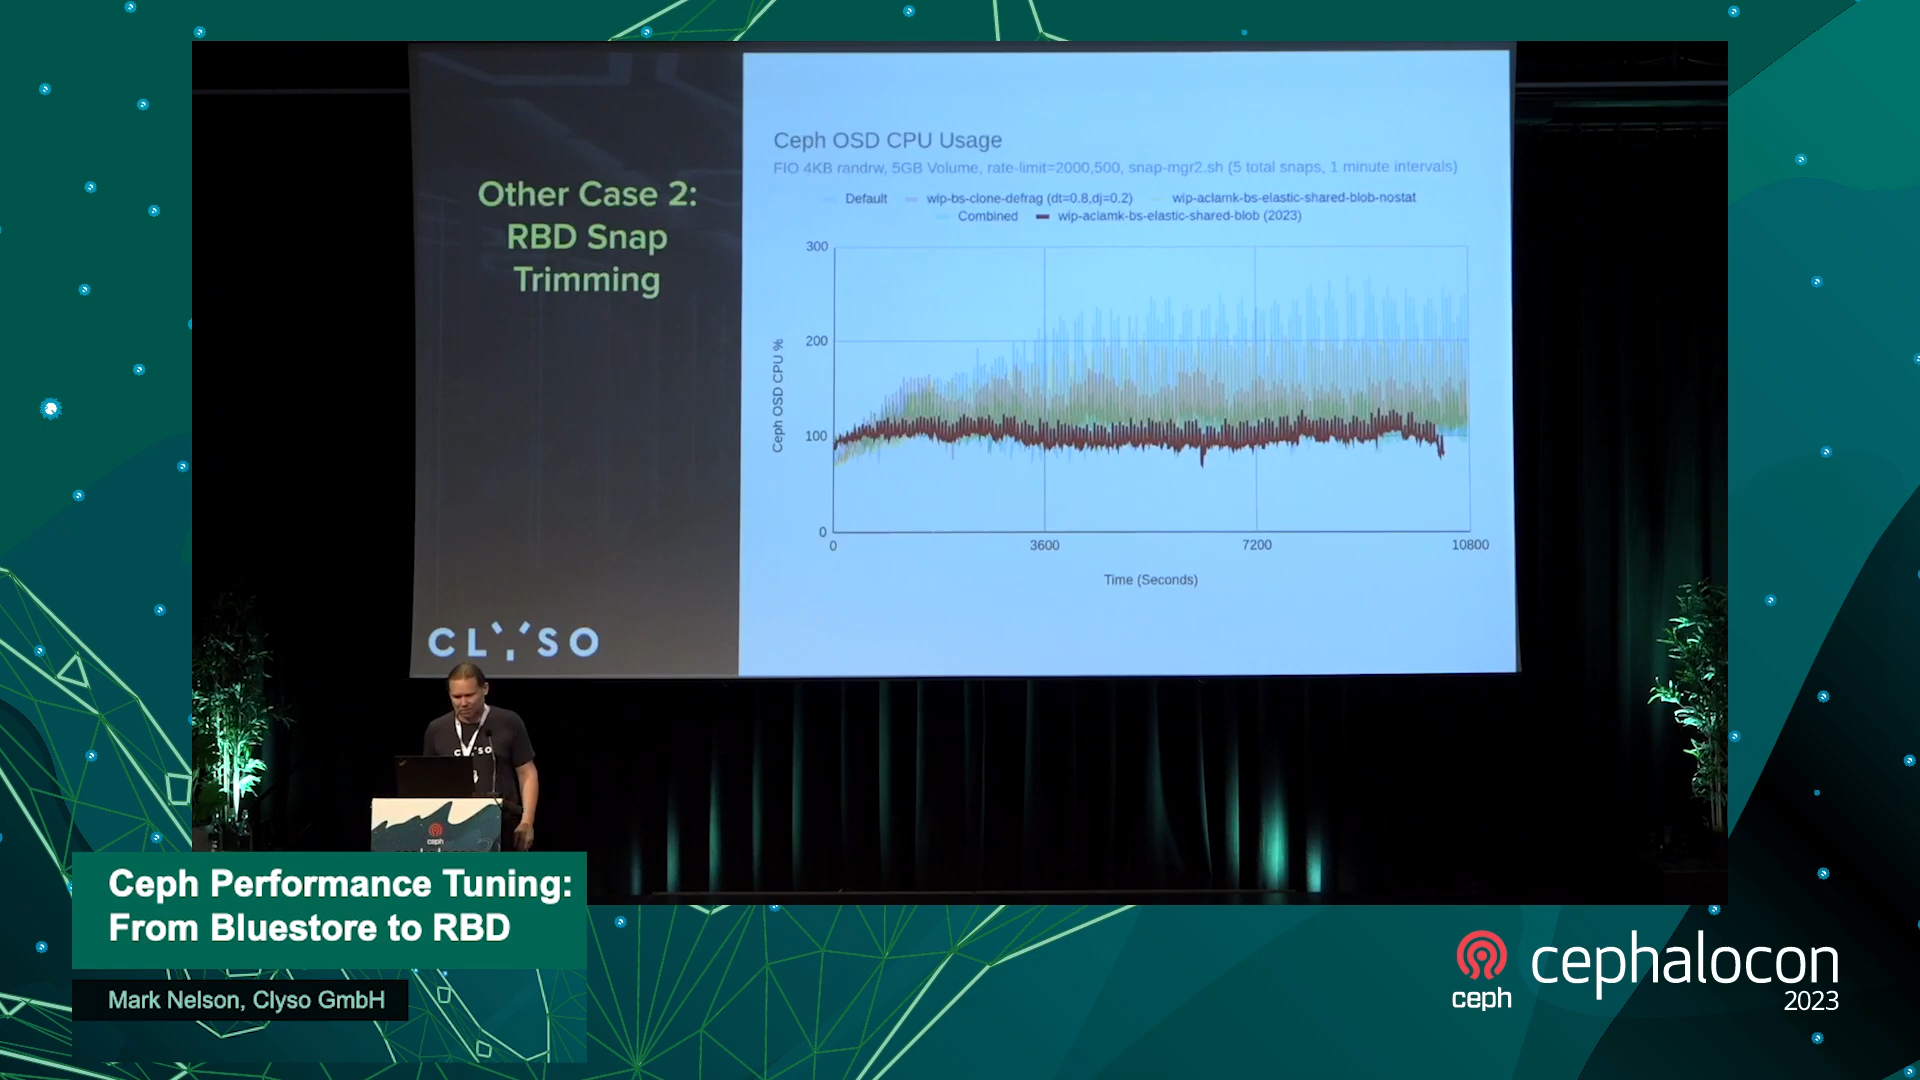 Other Case 2:
RBD Snap
Trimming
CLYSO
Ceph OSD CPU Usage
FIO 4KB randrw, 5GB Volume, rate-limit=2000,500, snap-mgr2.sh (5 total snaps, 1 minute intervals)
Default wip-bs-clone-defrag (dt=0.8,dj=0.2) wip-aclamk-bs-elastic-shared-blob-nostat
Combined wip-aclamk-bs-elastic-shared-blob (2023)
300
200
100
0
Ceph OSD CPU %
0 3600 7200 10800
Time (Seconds)
CLYSO
ceph
Ceph Performance Tuning:
From Bluestore to RBD
Mark Nelson, Clyso GmbH
ceph
cephalocon
2023